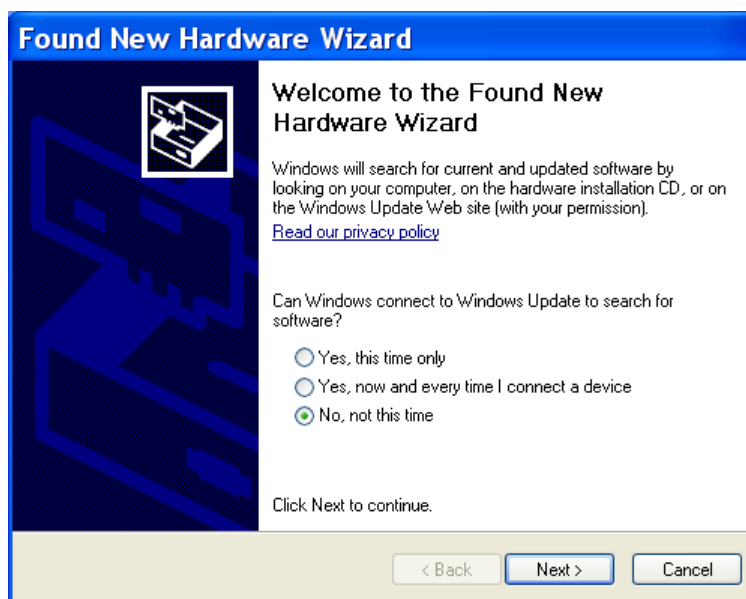 Found New Hardware Wizard
Welcome to the Found New
Hardware Wizard
Windows will search for current and updated software by
looking on your computer, on the hardware installation CD, or on
the Windows Update Web site (with your permission).
Read our privacy policy
Can Windows connect to Windows Update to search for
software?
Yes, this time only
Yes, now and every time I connect a device
No, not this time
Click Next to continue.
< Back Next > Cancel